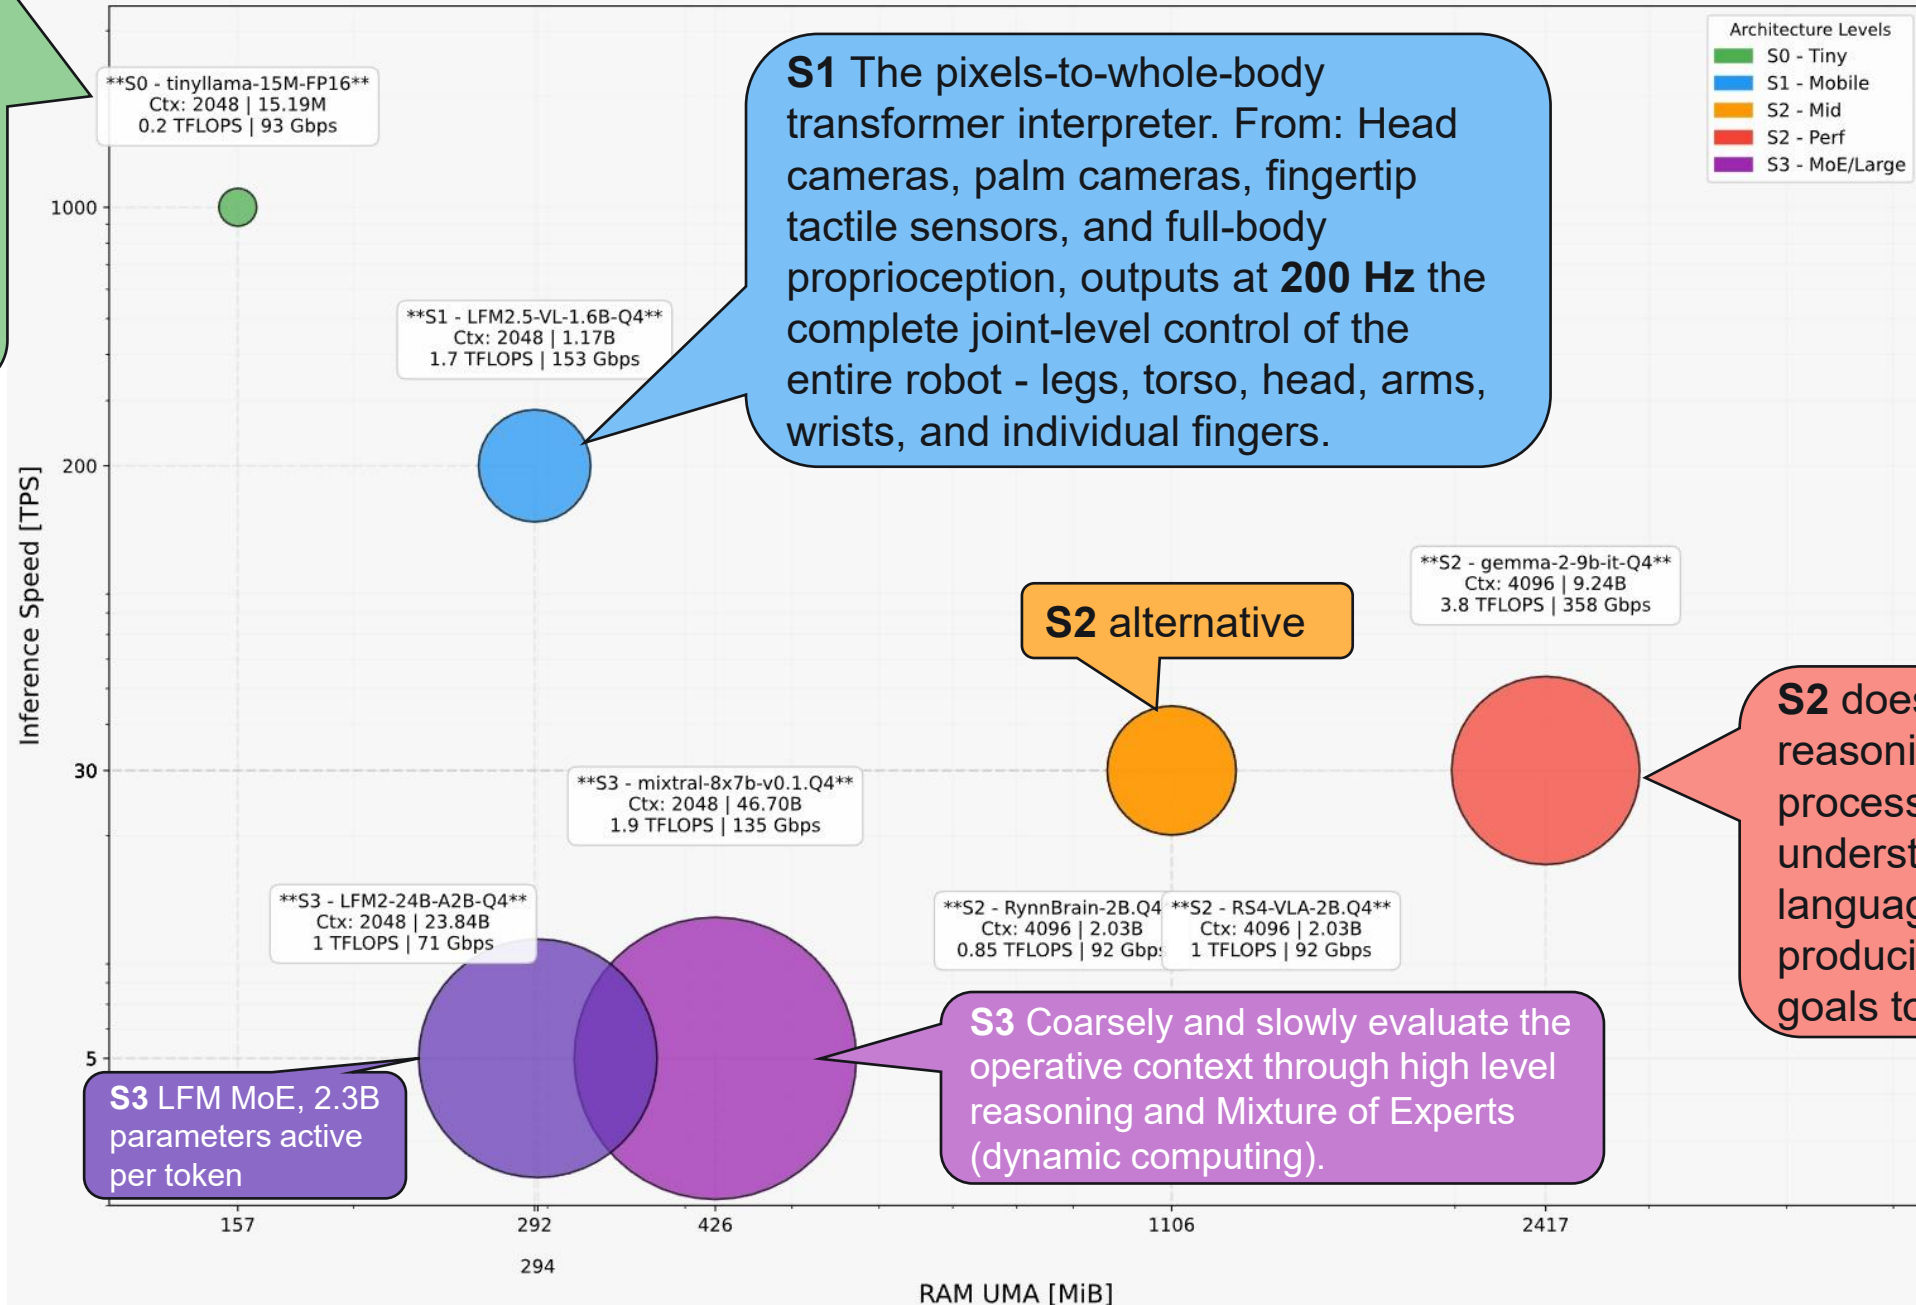 Architecture Levels
S0 - Tiny
S1 - Mobile
S2 - Mid
S2 - Perf
S3 - MoE/Large
**S0 - tinyllama-15M-FP16**
Ctx: 2048 | 15.19M
0.2 TFLOPS | 93 Gbps
S1 The pixels-to-whole-body
transformer interpreter. From: Head
cameras, palm cameras, fingertip
tactile sensors, and full-body
proprioception, outputs at 200 Hz the
complete joint-level control of the
entire robot - legs, torso, head, arms,
wrists, and individual fingers.
**S1 - LFM2.5-VL-1.6B-Q4**
Ctx: 2048 | 1.17B
1.7 TFLOPS | 153 Gbps
**S2 - gemma-2-9b-it-Q4**
Ctx: 4096 | 9.24B
3.8 TFLOPS | 358 Gbps
S2 alternative
S2 does
reasoni
process
underst
languag
produci
goals to
**S3 - mixtral-8x7b-v0.1.Q4**
Ctx: 2048 | 46.70B
1.9 TFLOPS | 135 Gbps
**S3 - LFM2-24B-A2B-Q4**
Ctx: 2048 | 23.84B
1 TFLOPS | 71 Gbps
**S2 - RynnBrain-2B.Q4
Ctx: 4096 | 2.03B
0.85 TFLOPS | 92 Gbps
**S2 - RS4-VLA-2B.Q4**
Ctx: 4096 | 2.03B
1 TFLOPS | 92 Gbps
S3 Coarsely and slowly evaluate the
operative context through high level
reasoning and Mixture of Experts
(dynamic computing).
S3 LFM MoE, 2.3B
parameters active
per token
Inference Speed [TPS]
1000
200
30
5
157
292
426
1106
2417
294
RAM UMA [MiB]